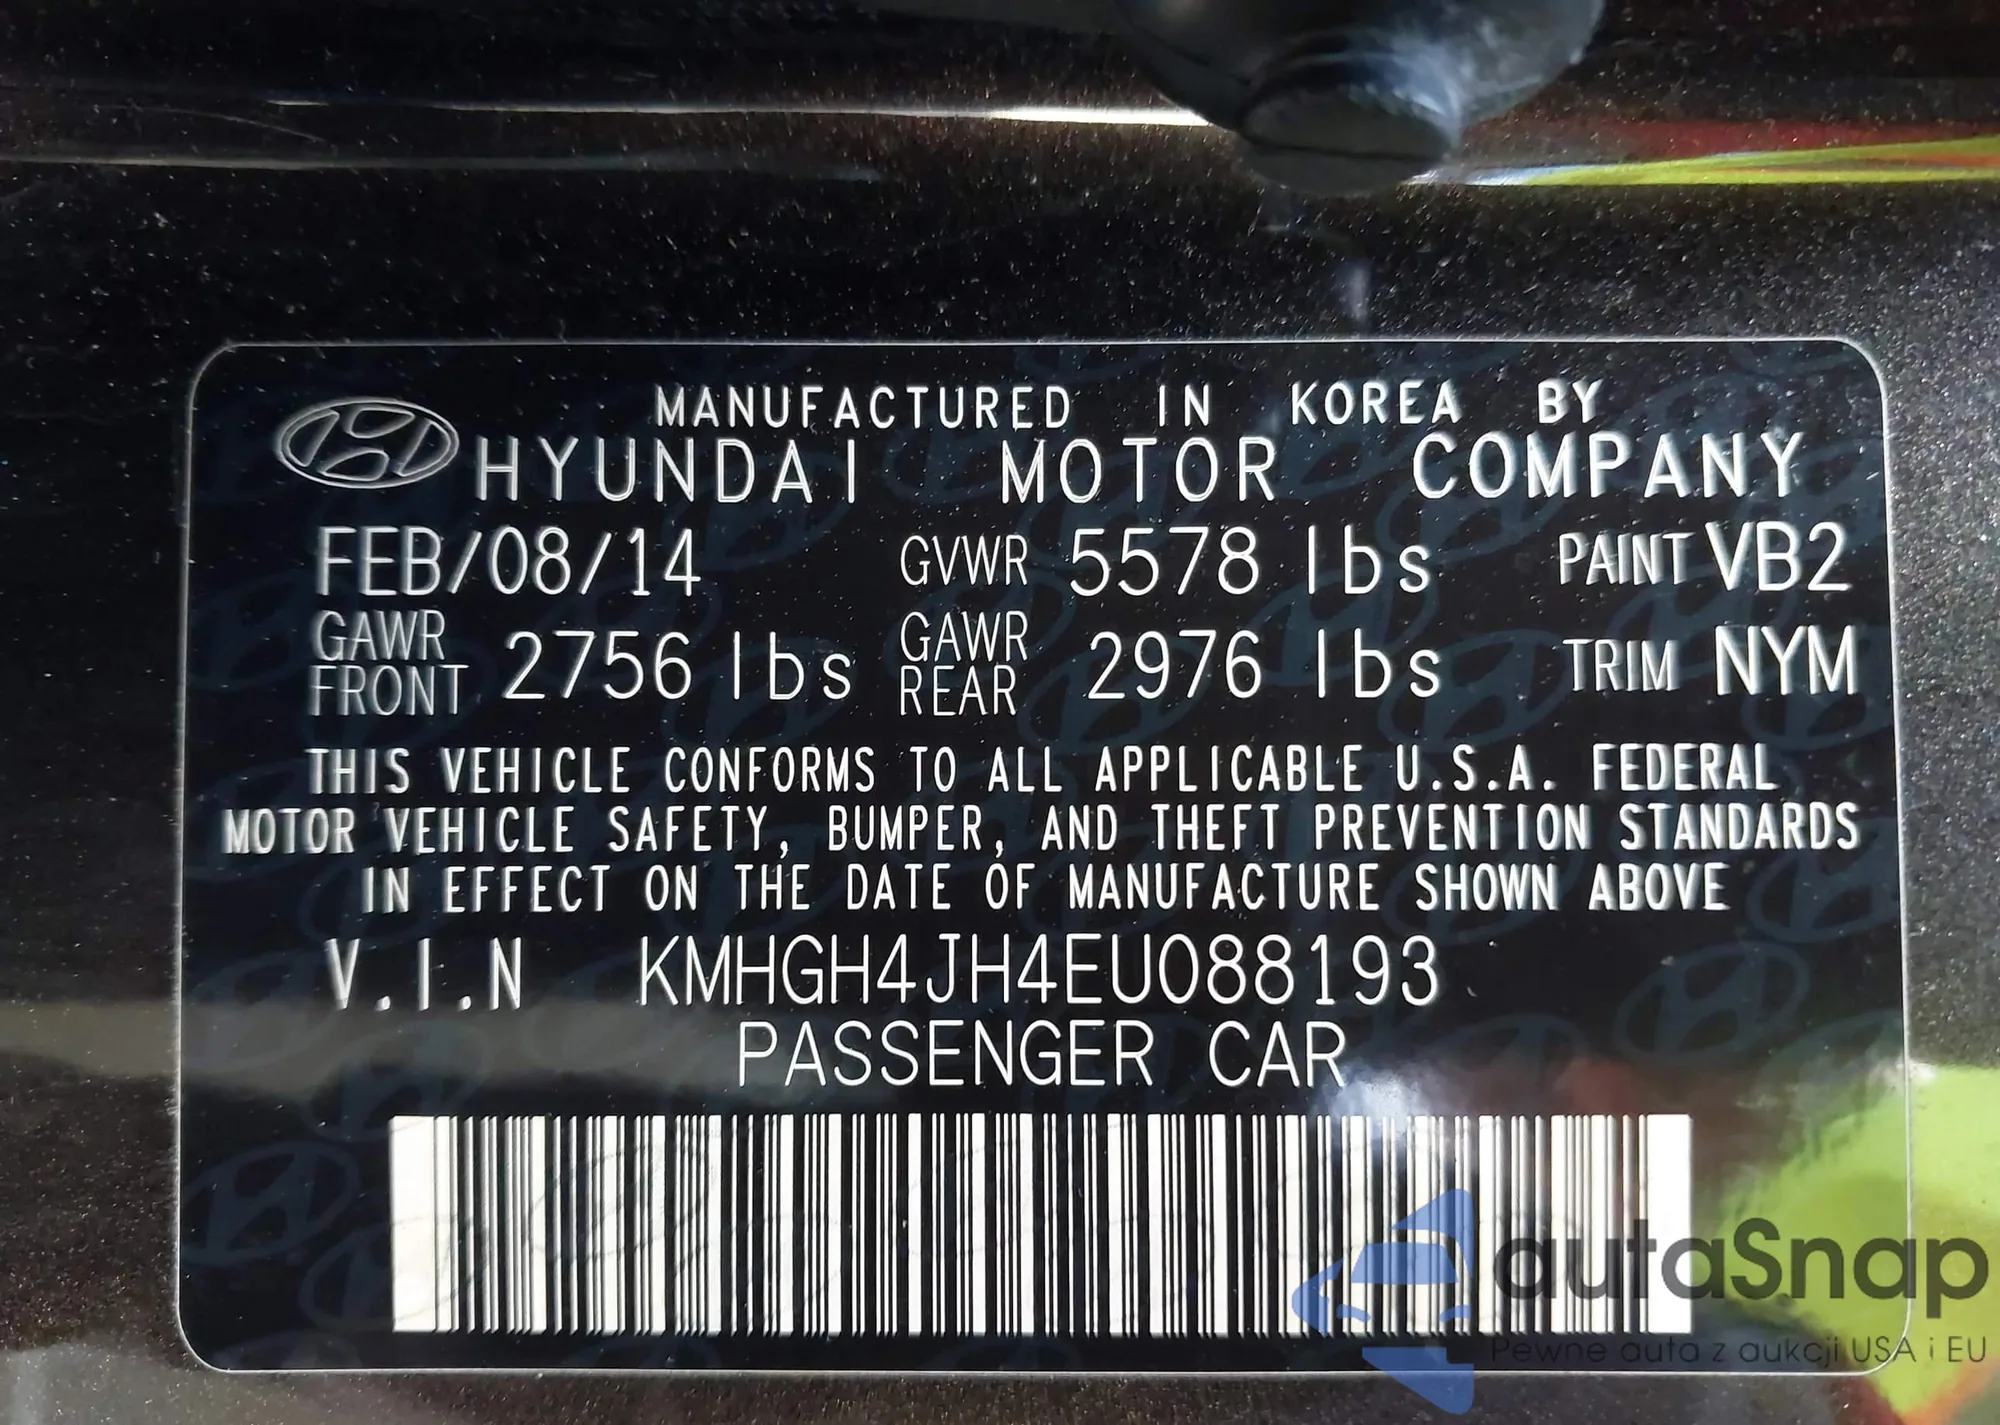 MANUFACTURED IN KOREA BY
HYUNDAI MOTOR COMPANY
FEB/08/14 GVWR 5578 lbs PAINT VB2
GAWR FRONT 2756 lbs GAWR REAR 2976 lbs TRIM NYM
THIS VEHICLE CONFORMS TO ALL APPLICABLE U.S.A. FEDERAL
MOTOR VEHICLE SAFETY, BUMPER, AND THEFT PREVENTION STANDARDS
IN EFFECT ON THE DATE OF MANUFACTURE SHOWN ABOVE
V.I.N KMHGH4JH4EU088193
PASSENGER CAR
autaSnap
Pewne auta z aukcji USA i EU